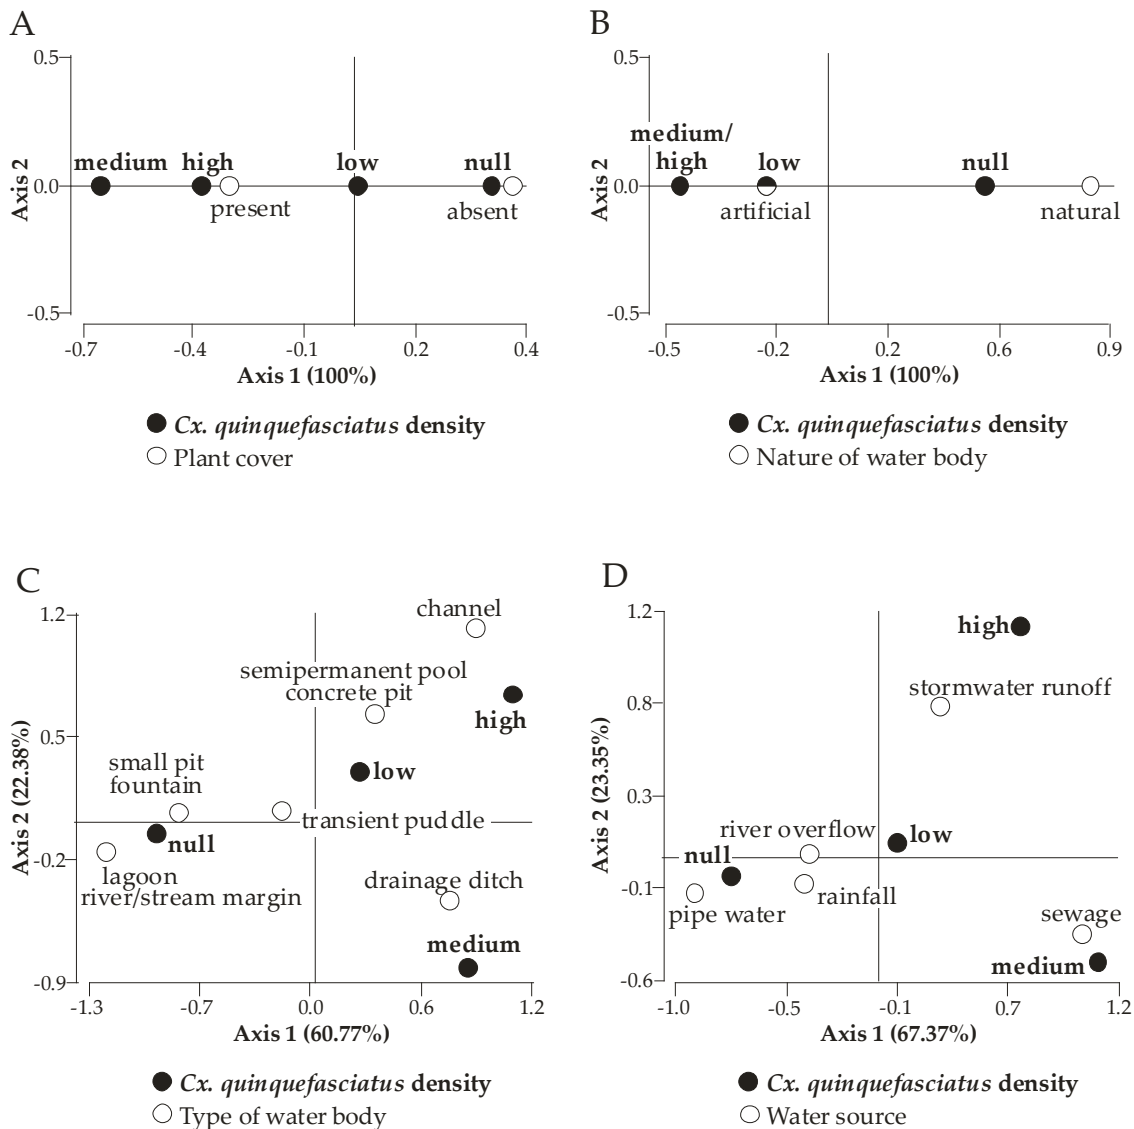 A
0.5
0.0
-0.5
Axis 2
medium
high
low
null
present
absent
-0.7
-0.4
-0.1
0.2
0.4
Axis 1 (100%)
Cx. quinquefasciatus density
Plant cover
B
0.5
0.0
-0.5
Axis 2
medium/
high
low
null
artificial
natural
-0.5
-0.2
0.2
0.6
0.9
Axis 1 (100%)
Cx. quinquefasciatus density
Nature of water body
C
1.2
0.5
-0.2
-0.9
Axis 2 (22.38%)
channel
semipermanent pool
concrete pit
high
low
small pit
fountain
transient puddle
null
lagoon
river/stream margin
drainage ditch
medium
-1.3
-0.7
0.0
0.6
1.2
Axis 1 (60.77%)
Cx. quinquefasciatus density
Type of water body
D
1.2
0.8
0.3
-0.1
-0.6
Axis 2 (23.35%)
high
stormwater runoff
river overflow
low
null
rainfall
pipe water
sewage
medium
-1.0
-0.5
-0.1
0.7
1.2
Axis 1 (67.37%)
Cx. quinquefasciatus density
Water source